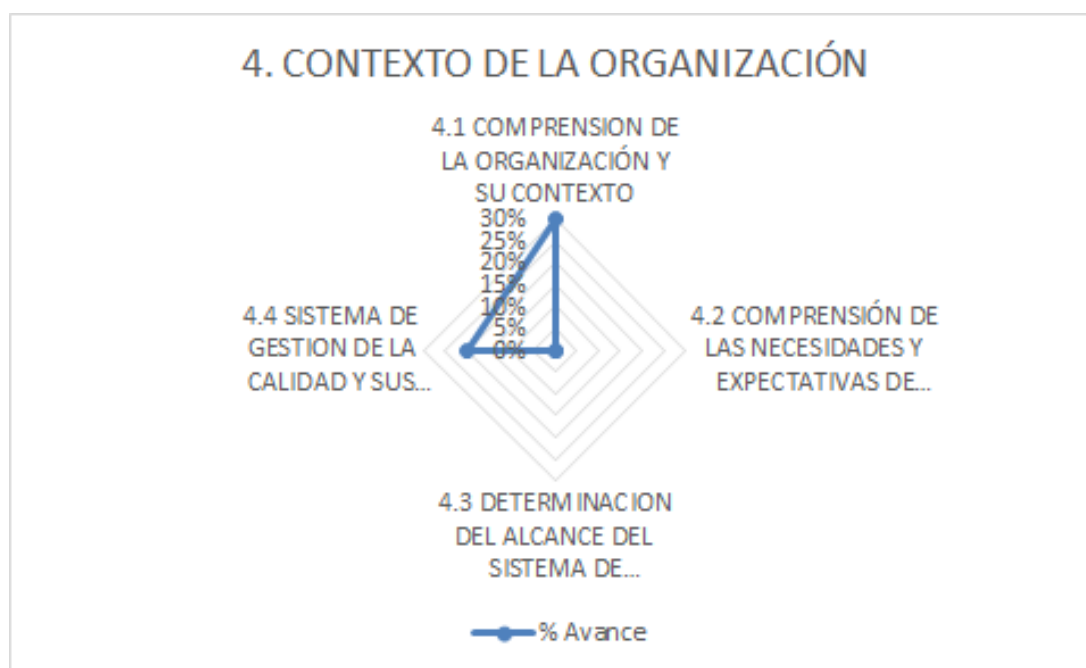 4. CONTEXTO DE LA ORGANIZACIÓN
4.1 COMPRENSION DE
LA ORGANIZACIÓN Y
SU CONTEXTO
30%
25%
20%
15%
10%
5%
0%
4.4 SISTEMA DE
GESTION DE LA
CALIDAD Y SUS...
4.2 COMPRENSIÓN DE
LAS NECESIDADES Y
EXPECTATIVAS DE...
4.3 DETERMINACION
DEL ALCANCE DEL
SISTEMA DE...
% Avance